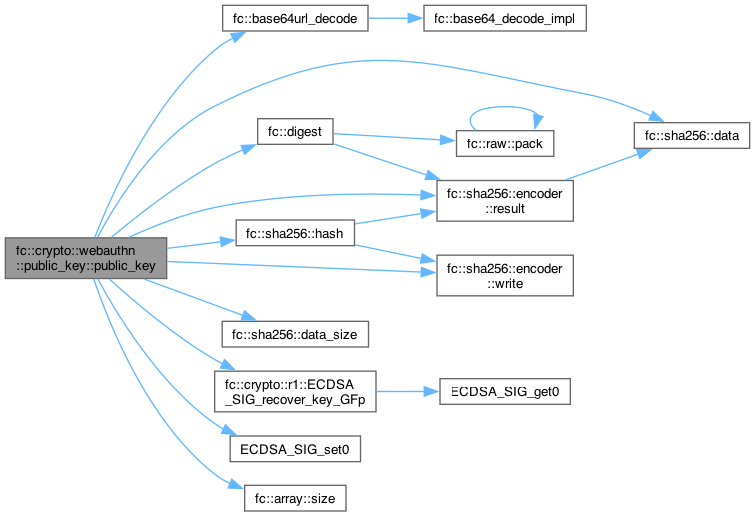 fc::base64url_decode
fc::base64_decode_impl
fc::digest
fc::raw::pack
fc::sha256::data
fc::sha256::encoder
::result
fc::sha256::hash
fc::crypto::webauthn
::public_key::public_key
fc::sha256::encoder
::write
fc::sha256::data_size
fc::crypto::r1::ECDSA
_SIG_recover_key_GFp
ECDSA_SIG_get0
ECDSA_SIG_set0
fc::array::size